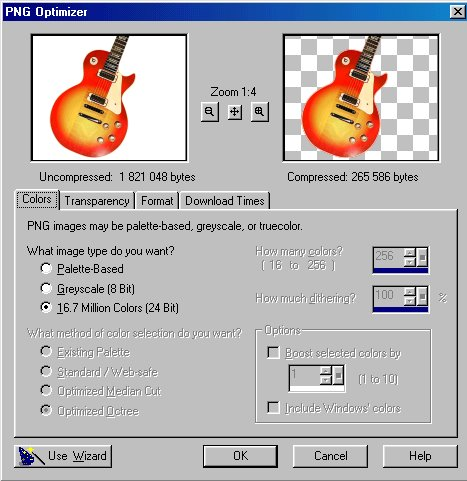 PNG Optimizer
Zoom 1:4
Uncompressed: 1 821 048 bytes
Compressed: 265 586 bytes
Colors Transparency Format Download Times
PNG images may be palette-based, greyscale, or truecolor.
What image type do you want?
Palette-Based
Greyscale (8 Bit)
16.7 Million Colors (24 Bit)
How many colors?
( 16 to 256 )
256
How much dithering?
100 %
What method of color selection do you want?
Existing Palette
Standard / Web-safe
Optimized Median Cut
Optimized Octree
Options
Boost selected colors by
1 (1 to 10)
Include Windows' colors
Use Wizard OK Cancel Help